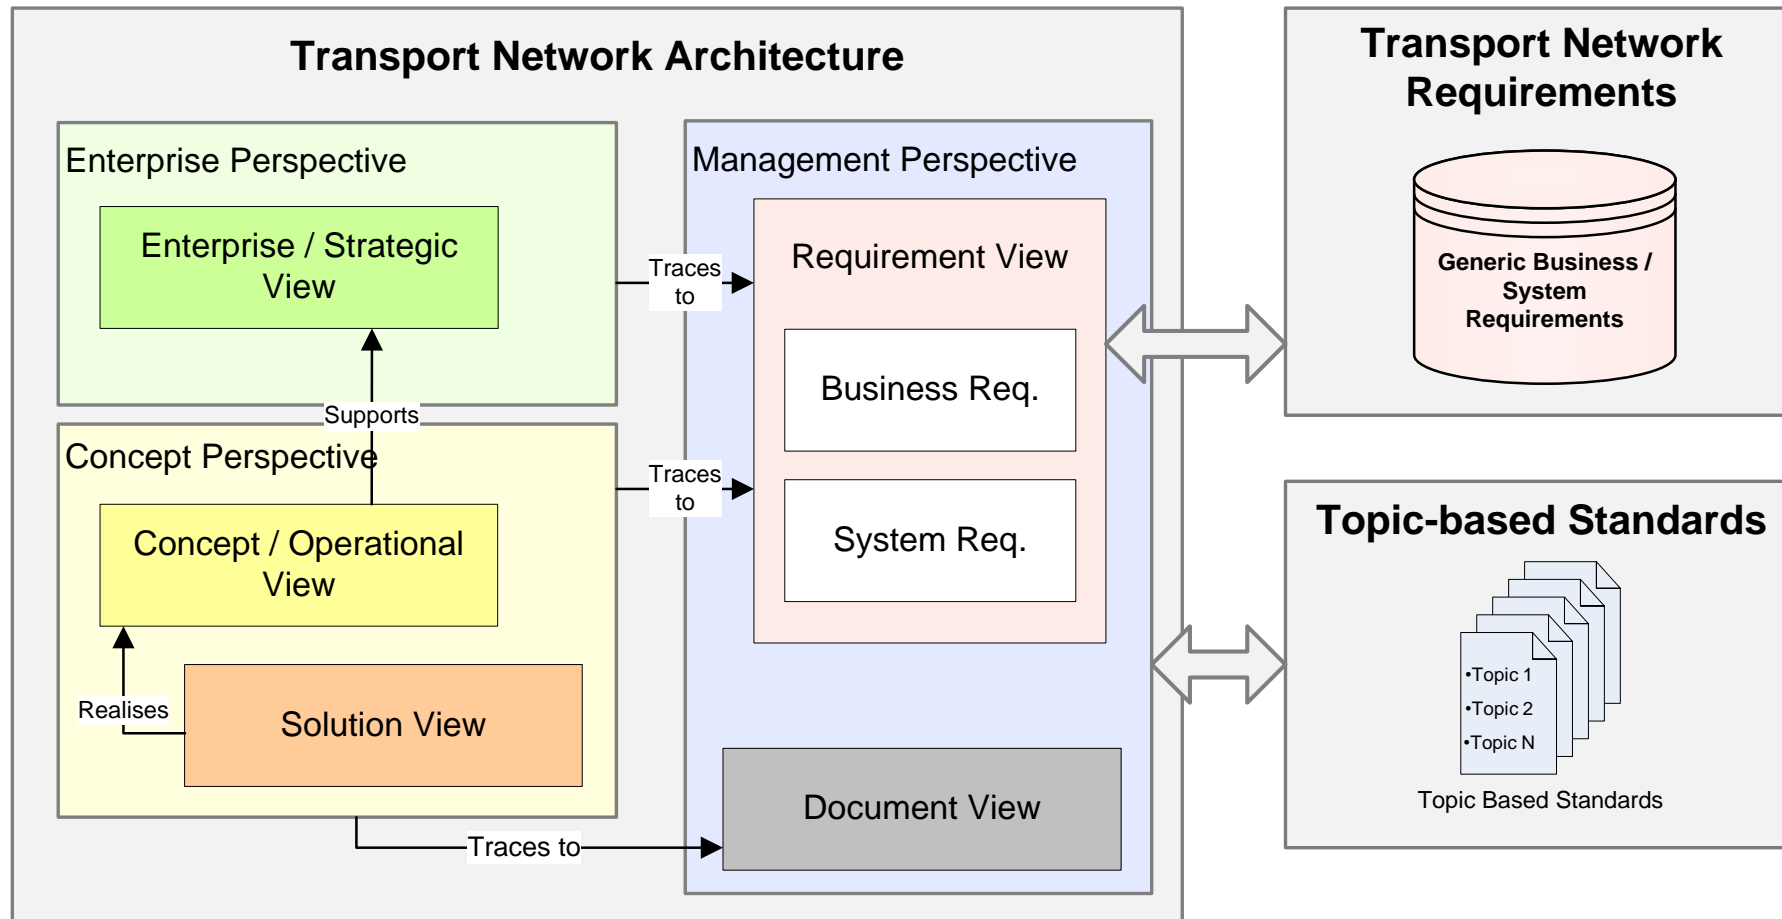 Transport Network Architecture
Enterprise Perspective
Enterprise / Strategic
View
Supports
Concept Perspective
Concept / Operational
View
Realises
Solution View
Traces
to
Traces
to
Traces to
Management Perspective
Requirement View
Business Req.
System Req.
Document View
Transport Network
Requirements
Generic Business /
System
Requirements
Topic-based Standards
•Topic 1
•Topic 2
•Topic N
Topic Based Standards